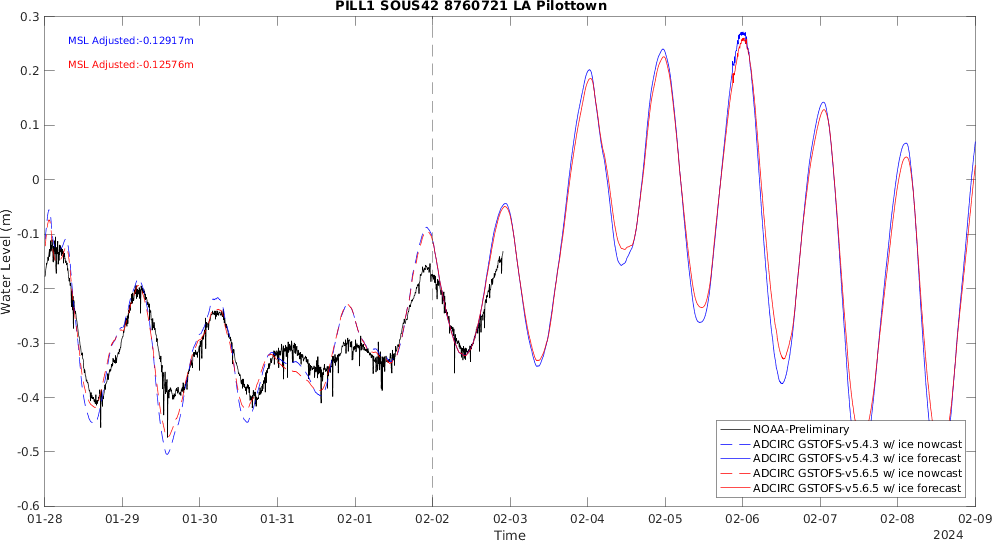 PILL1 SOUS42 8760721 LA Pilottown
MSL Adjusted:-0.12917m
MSL Adjusted:-0.12576m
Water Level (m)
0.3
0.2
0.1
0
-0.1
-0.2
-0.3
-0.4
-0.5
-0.6
NOAA-Preliminary
ADCIRC GSTOFS-v5.4.3 w/ ice nowcast
ADCIRC GSTOFS-v5.4.3 w/ ice forecast
ADCIRC GSTOFS-v5.6.5 w/ ice nowcast
ADCIRC GSTOFS-v5.6.5 w/ ice forecast
01-28 01-29 01-30 01-31 02-01 02-02 02-03 02-04 02-05 02-06 02-07 02-08 02-09
Time
2024